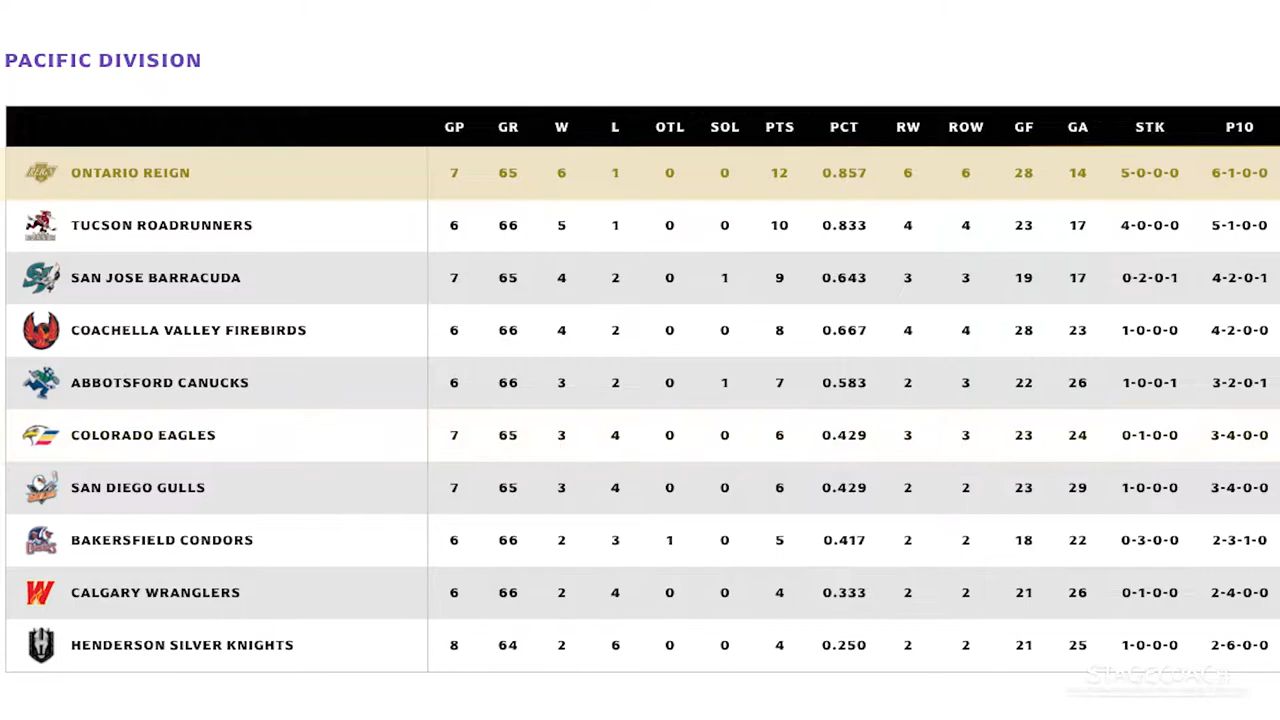 PACIFIC DIVISION
GP GR W L OTL SOL PTS PCT RW ROW GF GA STK P10
ONTARIO REIGN 7 65 6 1 0 0 12 0.857 6 6 28 14 5-0-0-0 6-1-0-0
TUCSON ROADRUNNERS 6 66 5 1 0 0 10 0.833 4 4 23 17 4-0-0-0 5-1-0-0
SAN JOSE BARRACUDA 7 65 4 2 0 1 9 0.643 3 3 19 17 0-2-0-1 4-2-0-1
COACHELLA VALLEY FIREBIRDS 6 66 4 2 0 0 8 0.667 4 4 28 23 1-0-0-0 4-2-0-0
ABBOTSFORD CANUCKS 6 66 3 2 0 1 7 0.583 2 3 22 26 1-0-0-1 3-2-0-1
COLORADO EAGLES 7 65 3 4 0 0 6 0.429 3 3 23 24 0-1-0-0 3-4-0-0
SAN DIEGO GULLS 7 65 3 4 0 0 6 0.429 2 2 23 29 1-0-0-0 3-4-0-0
BAKERSFIELD CONDORS 6 66 2 3 1 0 5 0.417 2 2 18 22 0-3-0-0 2-3-1-0
CALGARY WRANGLERS 6 66 2 4 0 0 4 0.333 2 2 21 26 0-1-0-0 2-4-0-0
HENDERSON SILVER KNIGHTS 8 64 2 6 0 0 4 0.250 2 2 21 25 1-0-0-0 2-6-0-0
STAGECOACH